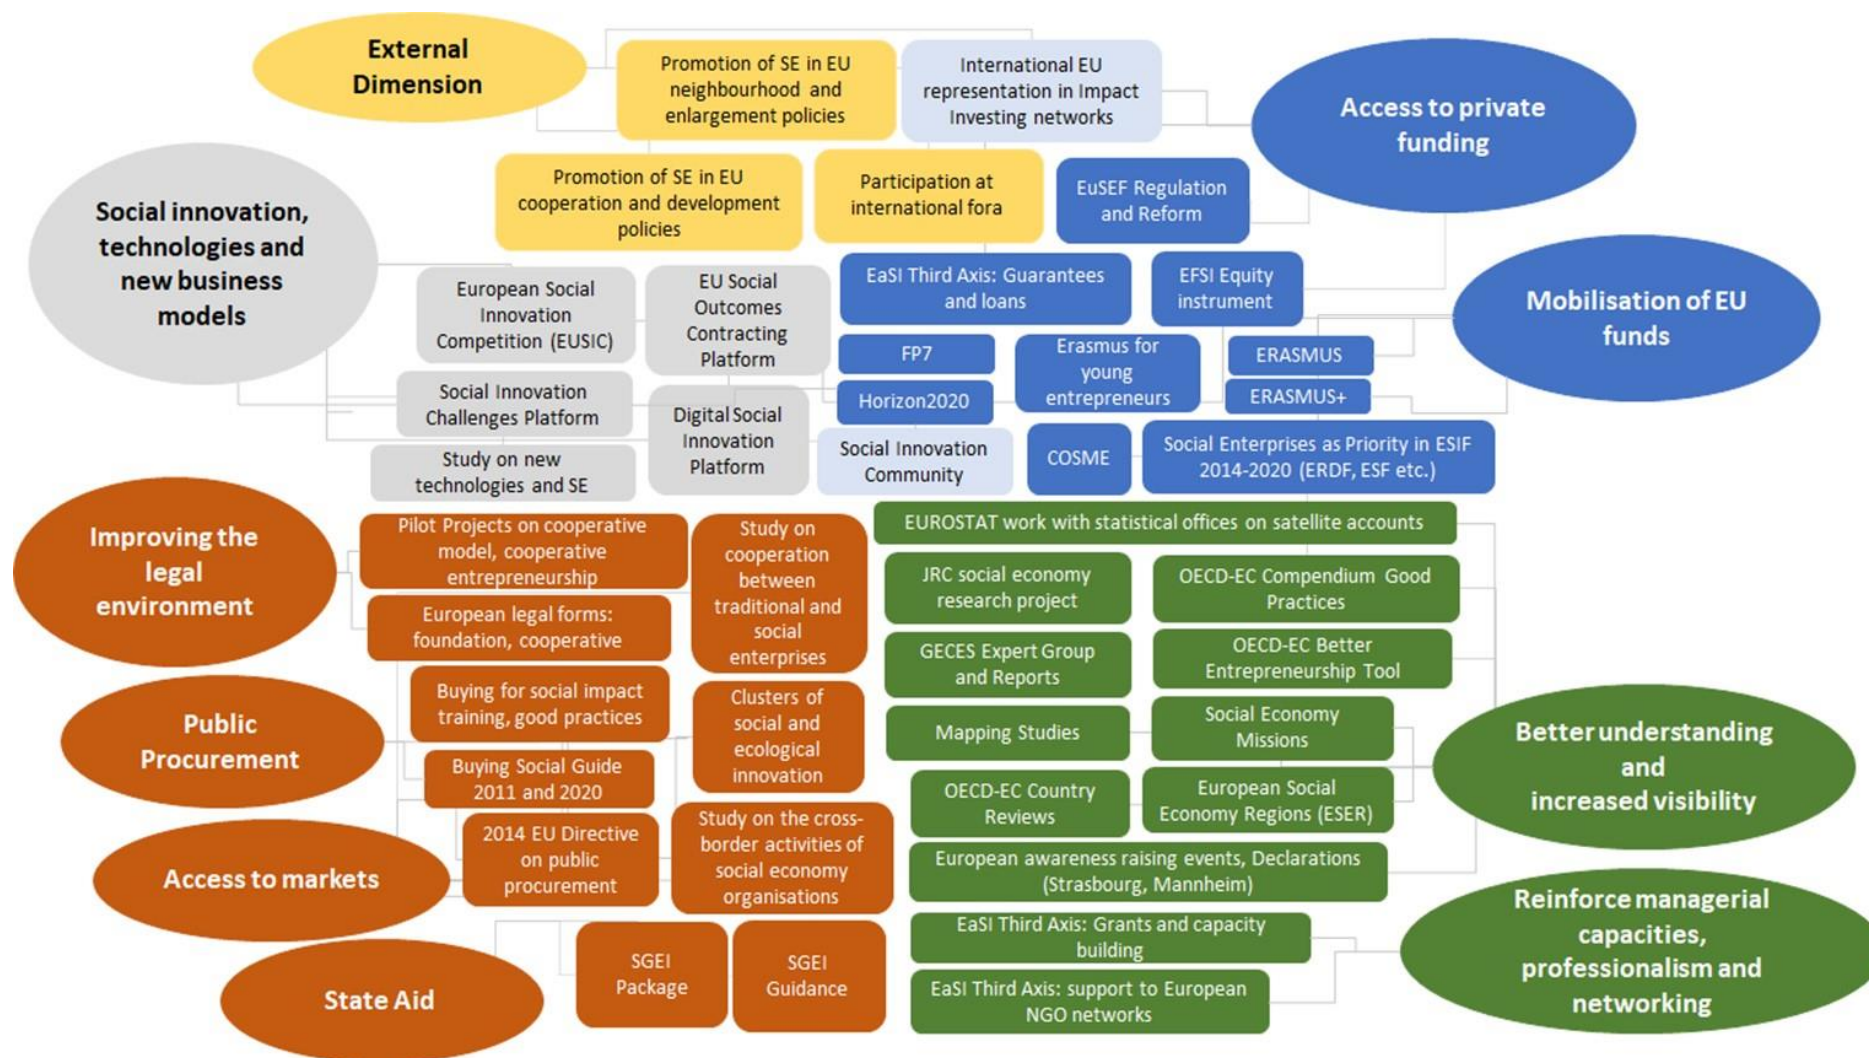 External
Dimension
Promotion of SE in EU
neighbourhood and
enlargement policies
International EU
representation in Impact
Investing networks
Access to private
funding
Social innovation,
technologies and
new business
models
Promotion of SE in EU
cooperation and development
policies
Participation at
international fora
EuSEF Regulation
and Reform
European Social
Innovation
Competition (EUSIC)
EU Social
Outcomes
Contracting
Platform
EaSI Third Axis: Guarantees
and loans
EFSI Equity
instrument
Mobilisation of EU
funds
FP7
Erasmus for
young
entrepreneurs
ERASMUS
Social Innovation
Challenges Platform
Digital Social
Innovation
Platform
Horizon2020
ERASMUS+
Study on new
technologies and SE
Social Innovation
Community
COSME
Social Enterprises as Priority in ESIF
2014-2020 (ERDF, ESF etc.)
Improving the
legal
environment
Pilot Projects on cooperative
model, cooperative
entrepreneurship
Study on
cooperation
between
traditional and
social
enterprises
EUROSTAT work with statistical offices on satellite accounts
JRC social economy
research project
OECD-EC Compendium Good
Practices
European legal forms:
foundation, cooperative
GECES Expert Group
and Reports
OECD-EC Better
Entrepreneurship Tool
Public
Procurement
Buying for social impact
training, good practices
Clusters of
social and
ecological
innovation
Mapping Studies
Social Economy
Missions
Better understanding
and
increased visibility
Buying Social Guide
2011 and 2020
OECD-EC Country
Reviews
European Social
Economy Regions (ESER)
Access to markets
2014 EU Directive
on public
procurement
Study on the cross-
border activities of
social economy
organisations
European awareness raising events, Declarations
(Strasbourg, Mannheim)
Reinforce managerial
capacities,
professionalism and
networking
State Aid
SGEI
Package
SGEI
Guidance
EaSI Third Axis: Grants and capacity
building
EaSI Third Axis: support to European
NGO networks